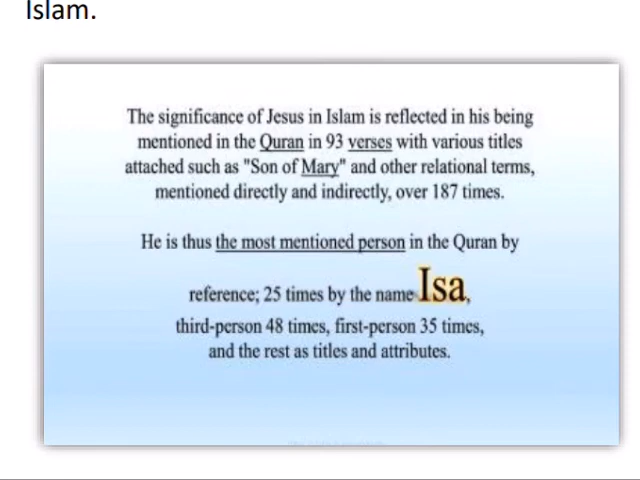 Islam.
The significance of Jesus in Islam is reflected in his being
mentioned in the Quran in 93 verses with various titles
attached such as "Son of Mary" and other relational terms,
mentioned directly and indirectly, over 187 times.
He is thus the most mentioned person in the Quran by
reference; 25 times by the name Isa,
third-person 48 times, first-person 35 times,
and the rest as titles and attributes.